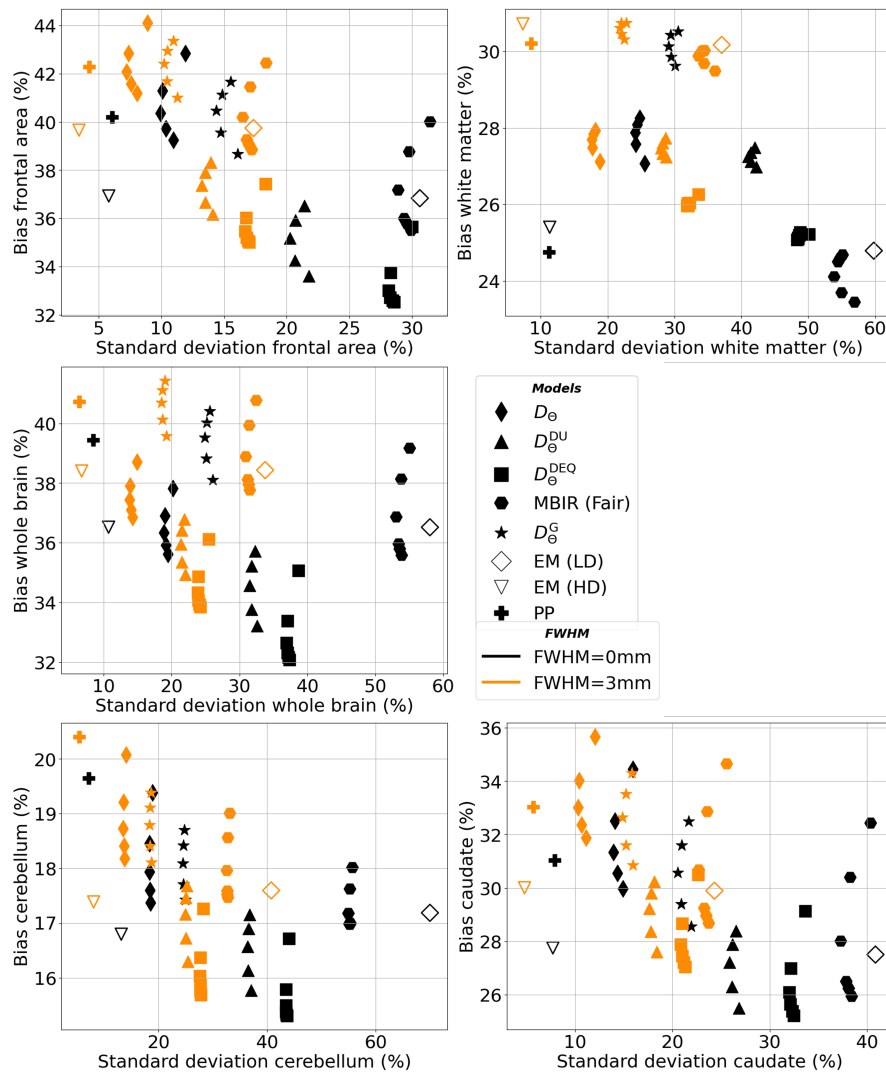 44
42
40
38
36
34
32
Bias frontal area (%)
5
10
15
20
25
30
Standard deviation frontal area (%)
30
28
26
24
Bias white matter (%)
10
20
30
40
50
60
Standard deviation white matter (%)
40
38
36
34
32
Bias whole brain (%)
10
20
30
40
50
60
Standard deviation whole brain (%)
Models
D_Θ
D_Θ^DU
D_Θ^DEQ
MBIR (Fair)
D_Θ^G
EM (LD)
EM (HD)
PP
FWHM
FWHM=0mm
FWHM=3mm
20
19
18
17
16
Bias cerebellum (%)
20
40
60
Standard deviation cerebellum (%)
36
34
32
30
28
26
Bias caudate (%)
10
20
30
40
Standard deviation caudate (%)